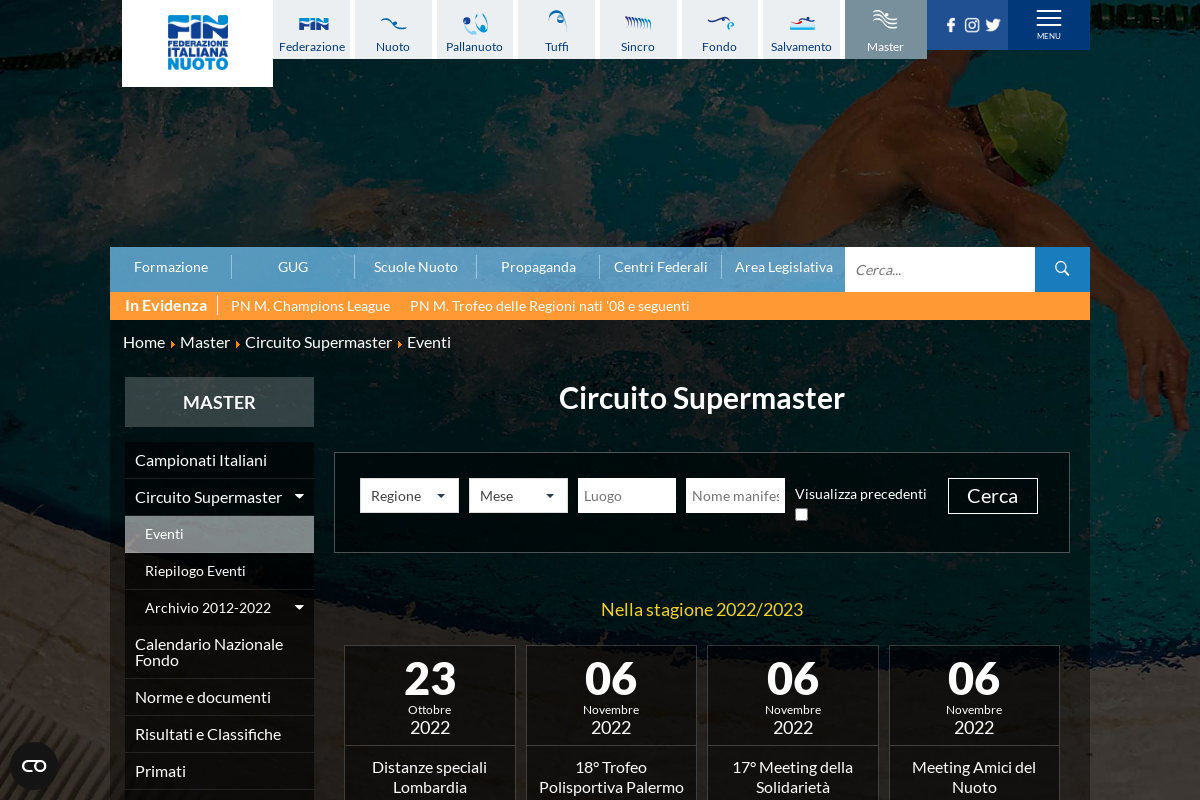 FIN
FEDERAZIONE
ITALIANA
NUOTO
FIN
Federazione
Nuoto
Pallanuoto
Tuffi
Sincro
Fondo
Salvamento
Master
MENU
Formazione
GUG
Scuole Nuoto
Propaganda
Centri Federali
Area Legislativa
Cerca...
In Evidenza
PN M. Champions League
PN M. Trofeo delle Regioni nati '08 e seguenti
Home Master Circuito Supermaster Eventi
MASTER
Campionati Italiani
Circuito Supermaster
Eventi
Riepilogo Eventi
Archivio 2012-2022
Calendario Nazionale
Fondo
Norme e documenti
Risultati e Classifiche
Primati
Circuito Supermaster
Regione
Mese
Luogo
Nome manifes
Visualizza precedenti
Cerca
Nella stagione 2022/2023
23
Ottobre
2022
Distanze speciali
Lombardia
06
Novembre
2022
18° Trofeo
Polisportiva Palermo
06
Novembre
2022
17° Meeting della
Solidarietà
06
Novembre
2022
Meeting Amici del
Nuoto